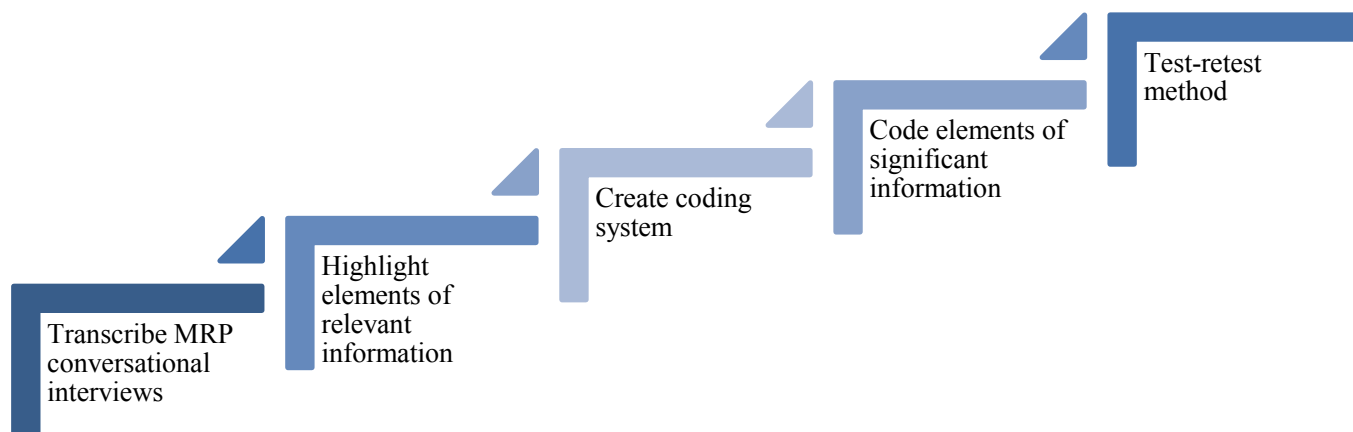 Transcribe MRP
conversational
interviews
Highlight
elements of
relevant
information
Create coding
system
Code elements of
significant
information
Test-retest
method